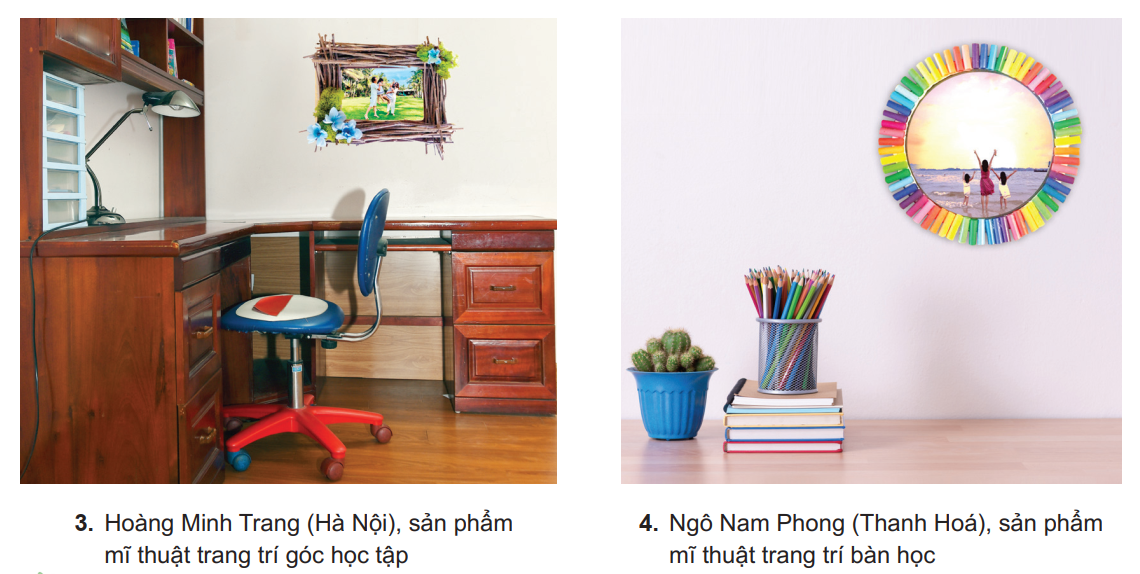 3. Hoàng Minh Trang (Hà Nội), sản phẩm
mĩ thuật trang trí góc học tập
4. Ngô Nam Phong (Thanh Hoá), sản phẩm
mĩ thuật trang trí bàn học